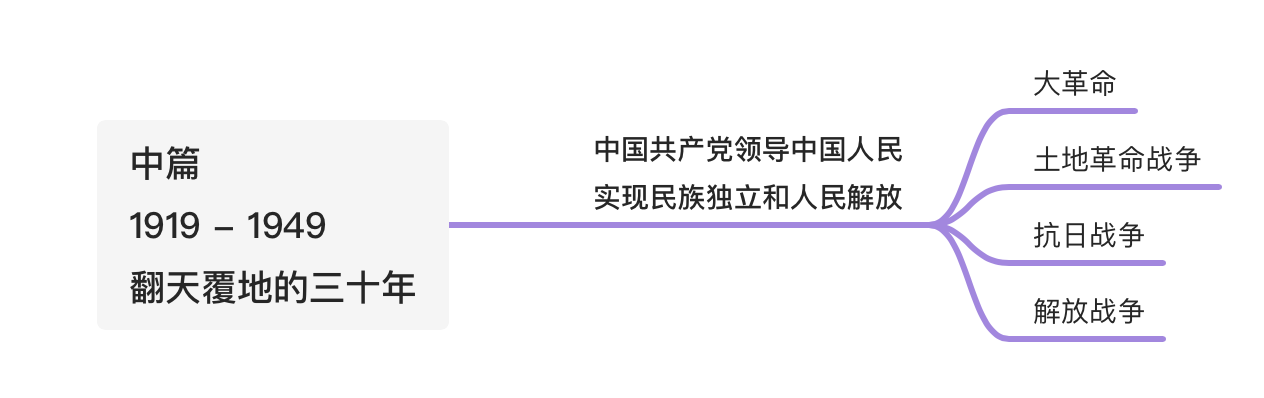 中篇
1919 – 1949
翻天覆地的三十年
中国共产党领导中国人民
实现民族独立和人民解放
大革命
土地革命战争
抗日战争
解放战争